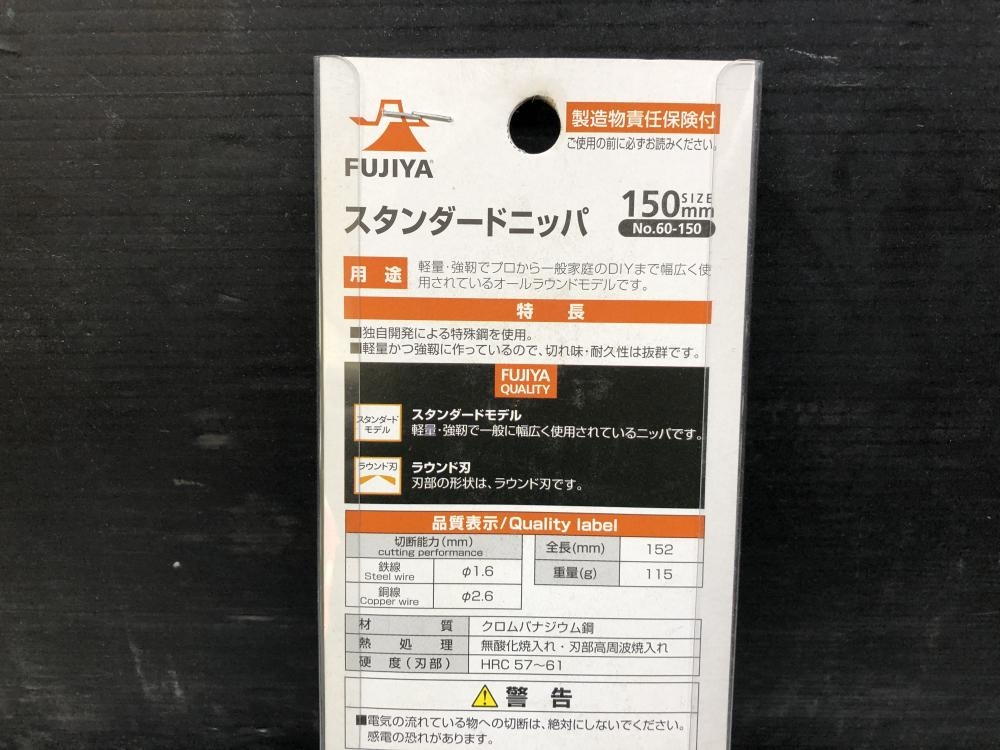 製造物責任保険付
ご使用の前に必ずお読みください。
FUJIYA®
スタンダードニッパ
150mm SIZE
No.60-150
用途
軽量・強靭でプロから一般家庭のDIYまで幅広く使
用されているオールラウンドモデルです。
特長
■独自開発による特殊鋼を使用。
■軽量かつ強靭に作っているので、切れ味・耐久性は抜群です。
FUJIYA
QUALITY
スタンダード
モデル
スタンダードモデル
軽量・強靭で一般に幅広く使用されているニッパです。
ラウンド刃
ラウンド刃
刃部の形状は、ラウンド刃です。
品質表示/Quality label
切断能力(mm)
cutting performance
鉄線
Steel wire
φ1.6
銅線
Copper wire
φ2.6
全長(mm) 152
重量(g) 115
材質 クロムバナジウム鋼
熱処理 無酸化焼入れ・刃部高周波焼入れ
硬度(刃部) HRC 57〜61
警告
■電気の流れている物への切断は、絶対にしないでください。
感電の恐れがあります。